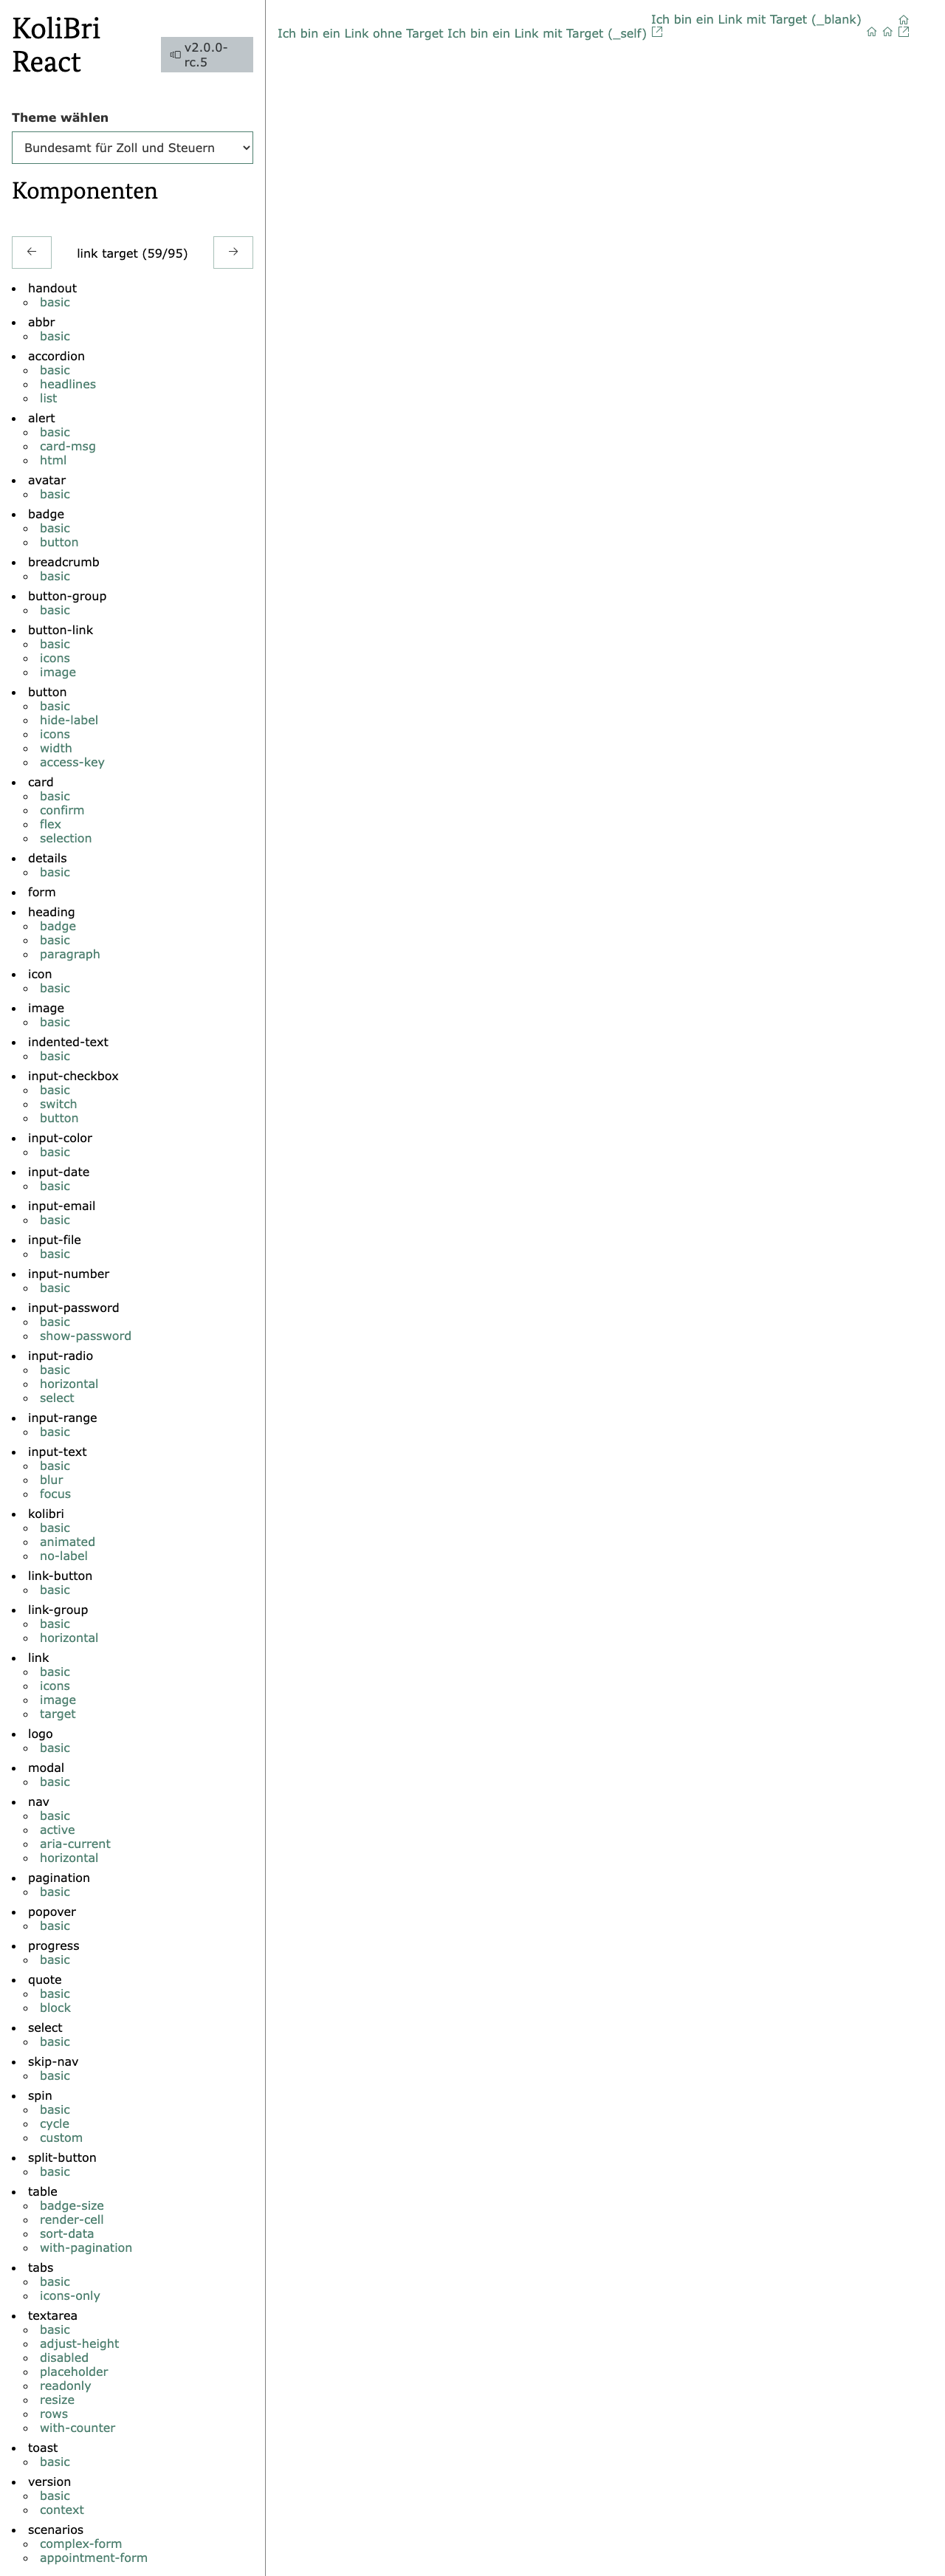 KoliBri
React
v2.0.0-
rc.5
Theme wählen
Bundesamt für Zoll und Steuern
Komponenten
link target (59/95)
handout
basic
abbr
basic
accordion
basic
headlines
list
alert
basic
card-msg
html
avatar
basic
badge
basic
button
breadcrumb
basic
button-group
basic
button-link
basic
icons
image
button
basic
hide-label
icons
width
access-key
card
basic
confirm
flex
selection
details
basic
form
heading
badge
basic
paragraph
icon
basic
image
basic
indented-text
basic
input-checkbox
basic
switch
button
input-color
basic
input-date
basic
input-email
basic
input-file
basic
input-number
basic
input-password
basic
show-password
input-radio
basic
horizontal
select
input-range
basic
input-text
basic
blur
focus
kolibri
basic
animated
no-label
link-button
basic
link-group
basic
horizontal
link
basic
icons
image
target
logo
basic
modal
basic
nav
basic
active
aria-current
horizontal
pagination
basic
popover
basic
progress
basic
quote
basic
block
select
basic
skip-nav
basic
spin
basic
cycle
custom
split-button
basic
table
badge-size
render-cell
sort-data
with-pagination
tabs
basic
icons-only
textarea
basic
adjust-height
disabled
placeholder
readonly
resize
rows
with-counter
toast
basic
version
basic
context
scenarios
complex-form
appointment-form
Ich bin ein Link ohne Target Ich bin ein Link mit Target (_self) Ich bin ein Link mit Target (_blank)